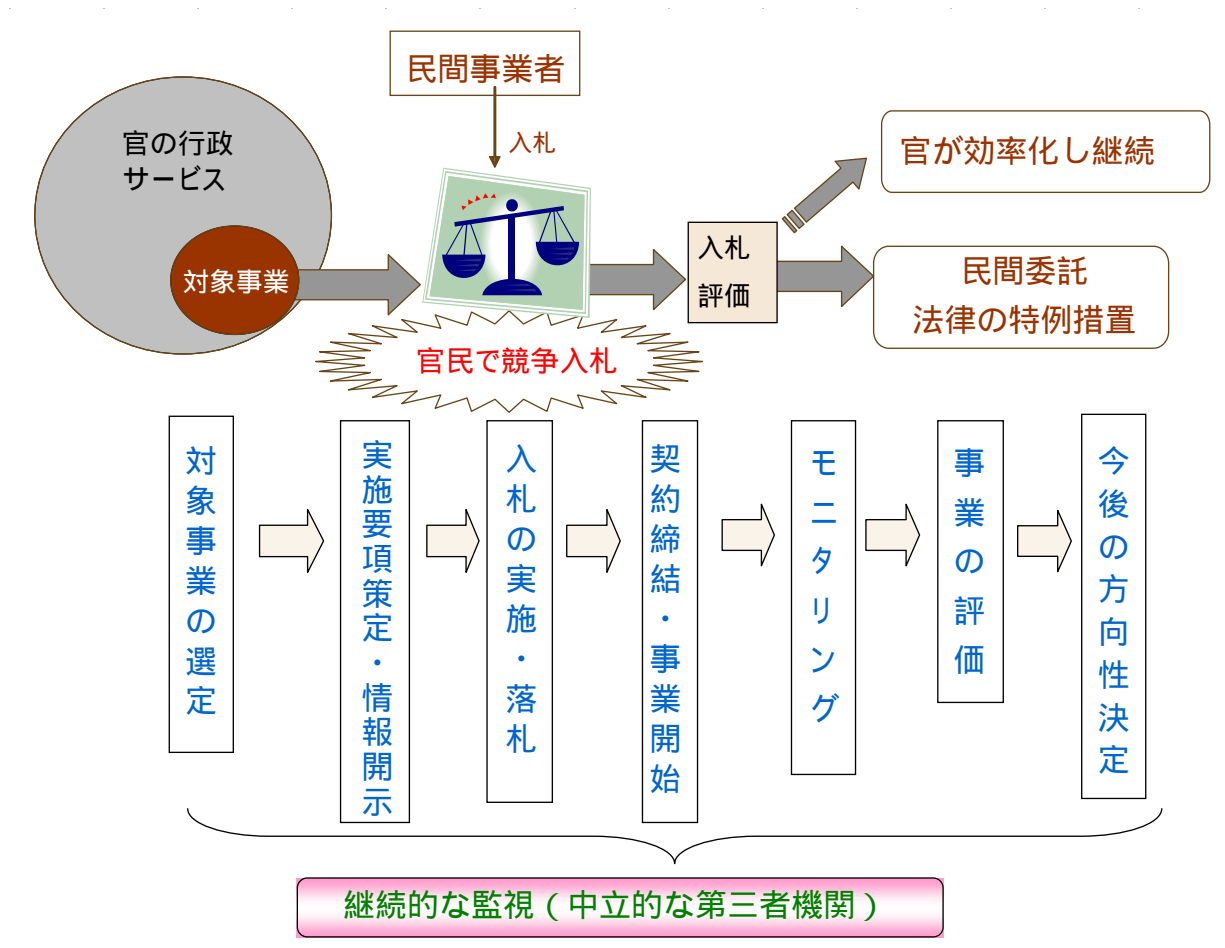 民間事業者
入札
官の行政
サービス
対象事業
官民で競争入札
入札
評価
官が効率化し継続
民間委託
法律の特例措置
対象事業の選定
実施要項策定・情報開示
入札の実施・落札
契約締結・事業開始
モニタリング
事業の評価
今後の方向性決定
継続的な監視（中立的な第三者機関）